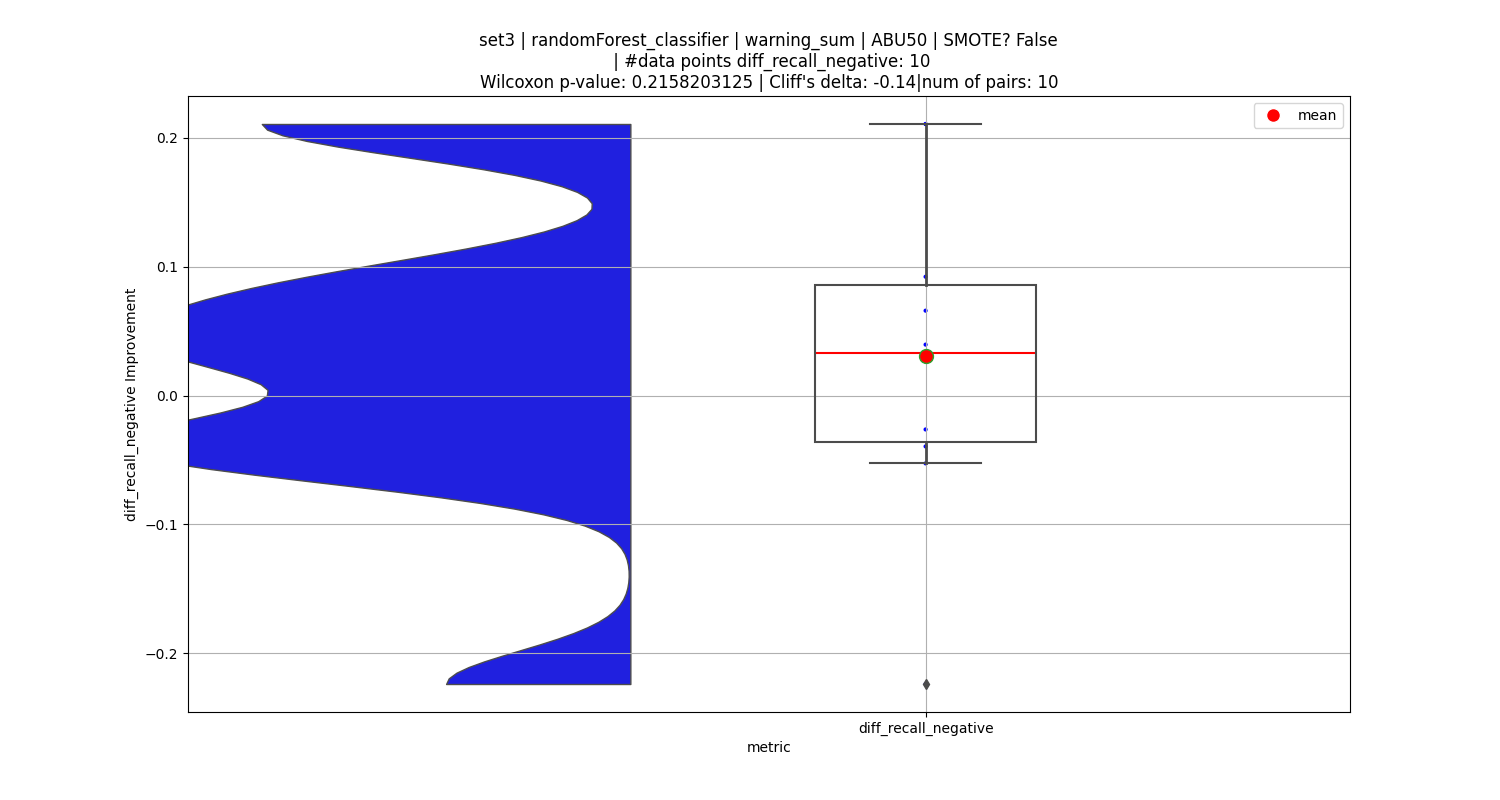 set3 | randomForest_classifier | warning_sum | ABU50 | SMOTE? False
| #data points diff_recall_negative: 10
Wilcoxon p-value: 0.2158203125 | Cliff's delta: -0.14|num of pairs: 10
mean
0.2
0.1
0.0
−0.1
−0.2
diff_recall_negative Improvement
diff_recall_negative
metric